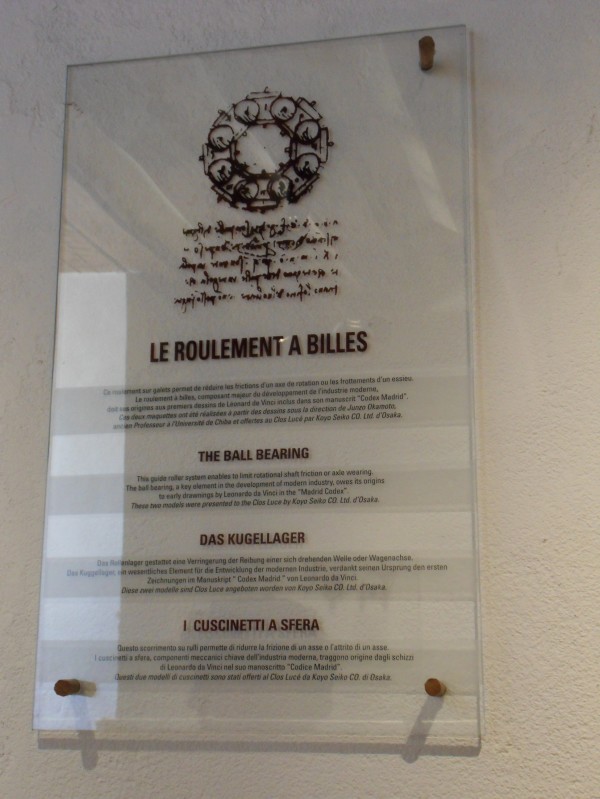 LE ROULEMENT A BILLES
Ce roulement sur galets permet de réduire les frictions d'un axe de rotation ou les frottements d'un essieu.
Le roulement à billes, composant majeur du développement de l'industrie moderne,
doit ses origines aux premiers dessins de Léonard de Vinci inclus dans son manuscrit "Codex Madrid".
Ces deux maquettes ont été réalisées à partir des dessins sous la direction de Junzo Okamoto,
ancien Professeur à l'Université de Chiba et offertes au Clos Lucé par Koyo Seiko CO. Ltd. d'Osaka.
THE BALL BEARING
This guide roller system enables to limit rotational shaft friction or axle wearing.
The ball bearing, a key element in the development of modern industry, owes its origins
to early drawnings by Leonardo da Vinci in the "Madrid Codex".
These two models were presented to the Clos Luce by Koyo Seiko CO. Ltd. d'Osaka.
DAS KUGELLAGER
Das Rollenlager gestattet eine Verringerung der Reibung einer sich drehenden Welle oder Wagenachse.
Das Kuggellager, ein wesentliches Element für die Entwicklung der modernen Industrie, verdankt seinen Ursprung den ersten
Zeichnungen im Manuskript " Codex Madrid " von Leonardo da Vinci.
Diese zwei modelle sind Clos Luce angeboten worden von Koyo Seiko CO. Ltd. d'Osaka.
I CUSCINETTI A SFERA
Questo scorrimento su rulli permette di ridurre la frizione di un asse o l'attrito di un asse.
I cuscinetti a sfera, componenti meccanici chiave dell'industria moderna, traggono origine dagli schizzi
di Leonardo da Vinci nel suo manoscritto "Codice Madrid".
Questi due modelli di cuscinetti sono stati offerti al Clos Lucé da Koyo Seiko CO. di Osaka.